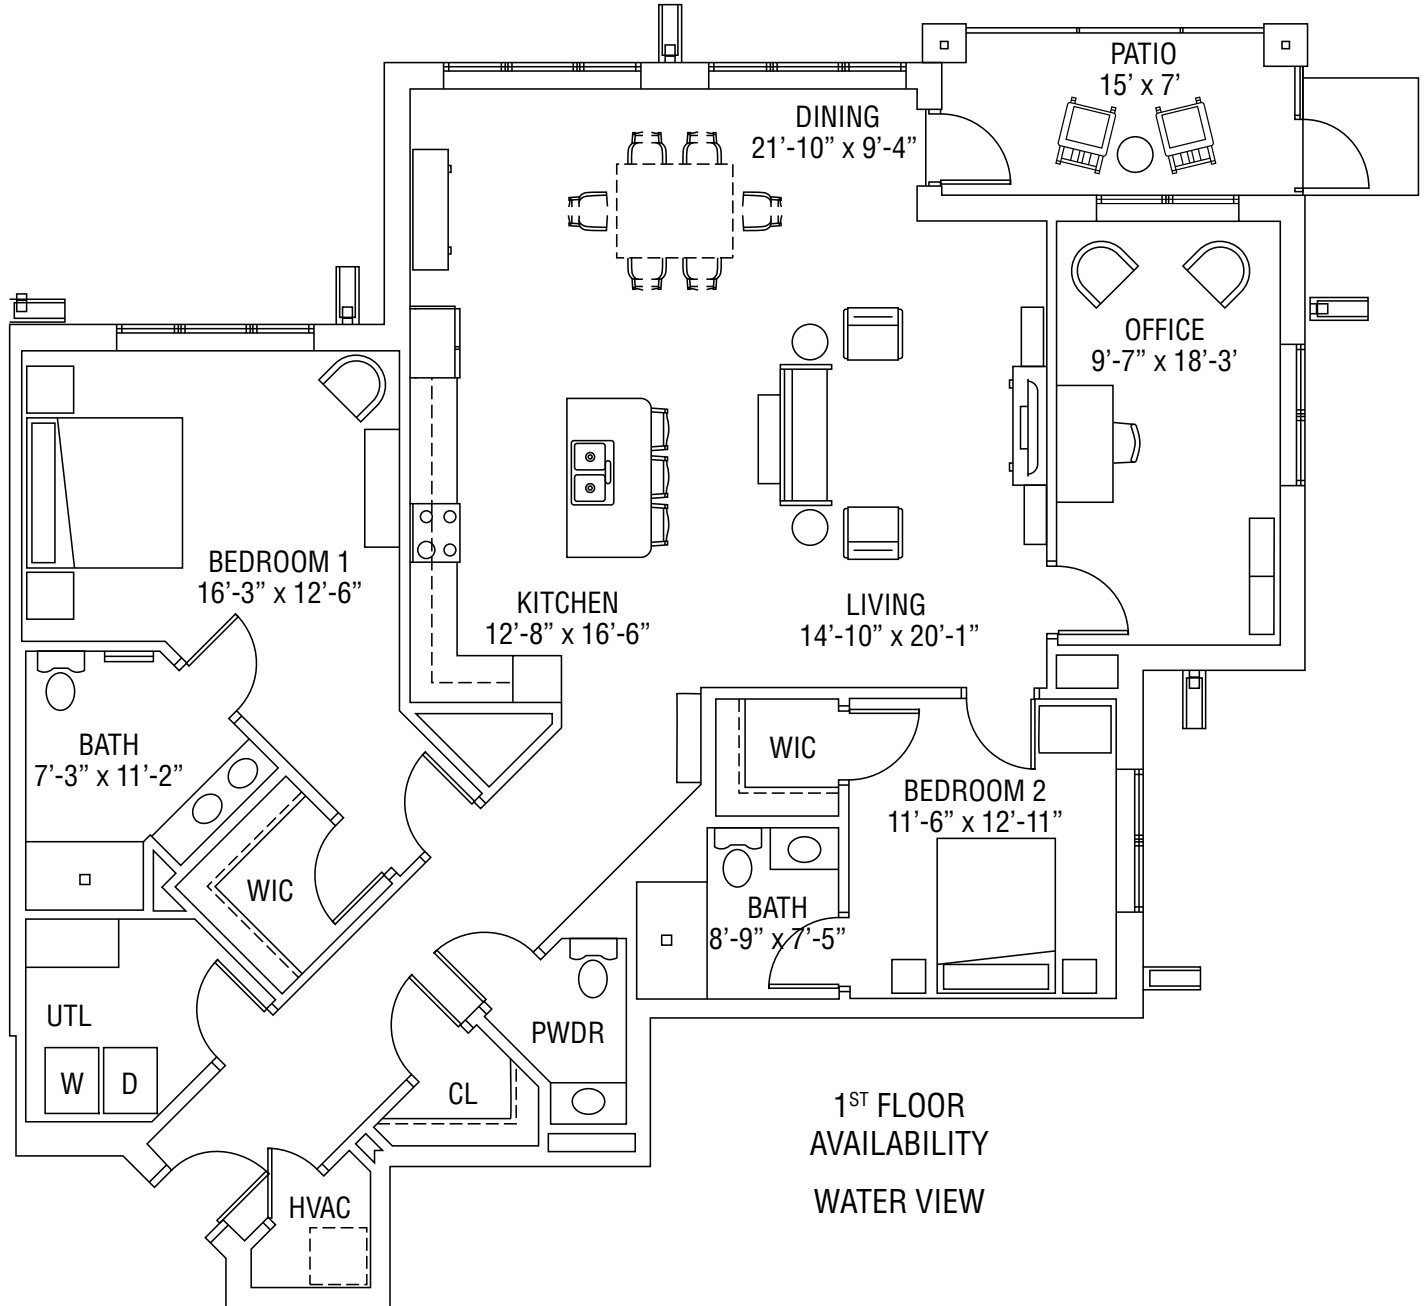 PATIO
15’ x 7’
DINING
21’-10” x 9’-4”
OFFICE
9’-7” x 18’-3’
BEDROOM 1
16’-3” x 12’-6”
KITCHEN
12’-8” x 16’-6”
LIVING
14’-10” x 20’-1”
BATH
7’-3” x 11’-2”
WIC
BEDROOM 2
11’-6” x 12’-11”
WIC
BATH
8’-9” x 7’-5”
UTL
W
D
PWDR
CL
HVAC
1ST FLOOR
AVAILABILITY
WATER VIEW